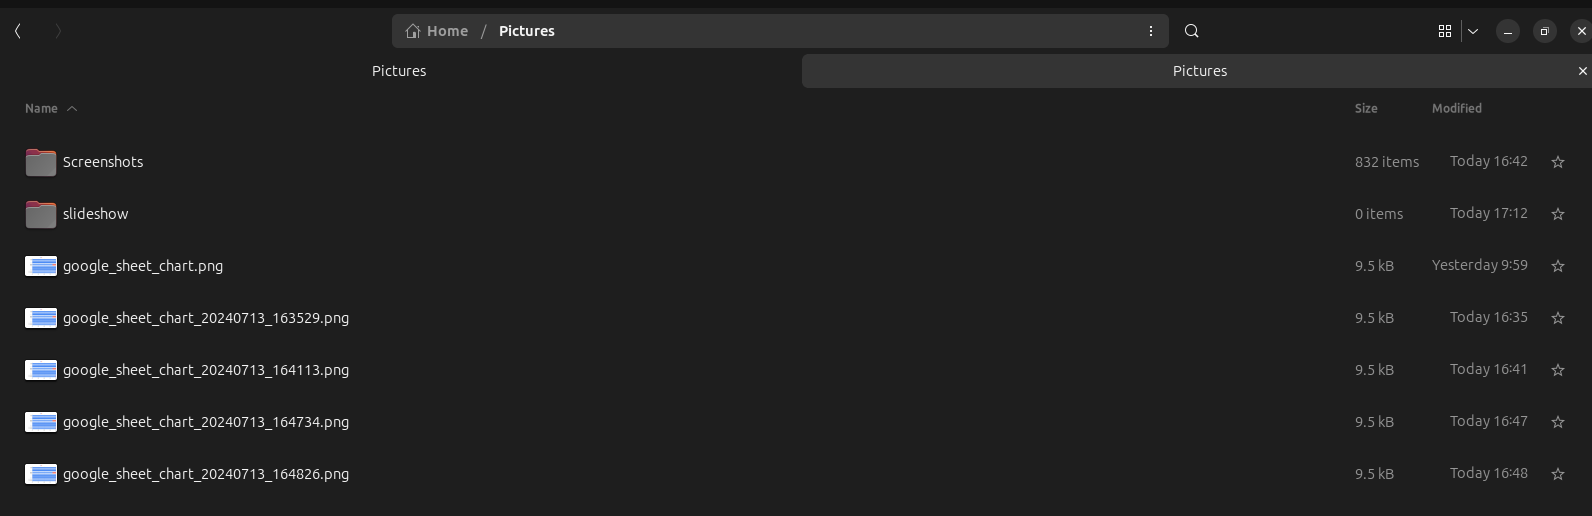 Home / Pictures
Pictures Pictures
Name Size Modified
Screenshots 832 items Today 16:42
slideshow 0 items Today 17:12
google_sheet_chart.png 9.5 kB Yesterday 9:59
google_sheet_chart_20240713_163529.png 9.5 kB Today 16:35
google_sheet_chart_20240713_164113.png 9.5 kB Today 16:41
google_sheet_chart_20240713_164734.png 9.5 kB Today 16:47
google_sheet_chart_20240713_164826.png 9.5 kB Today 16:48